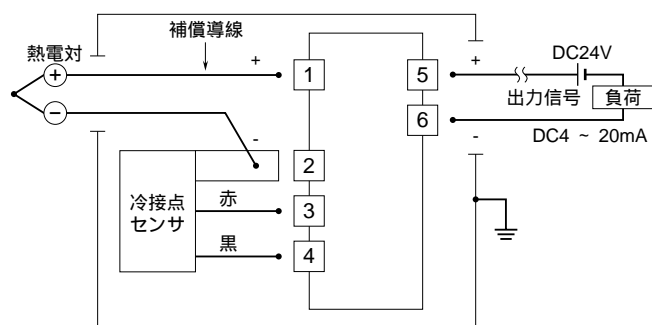 熱電対
補償導線
+
+
-
1
2
3
4
5
6
+
-
DC24V
出力信号
負荷
DC4 ~ 20mA
冷接点
センサ
赤
黒
−